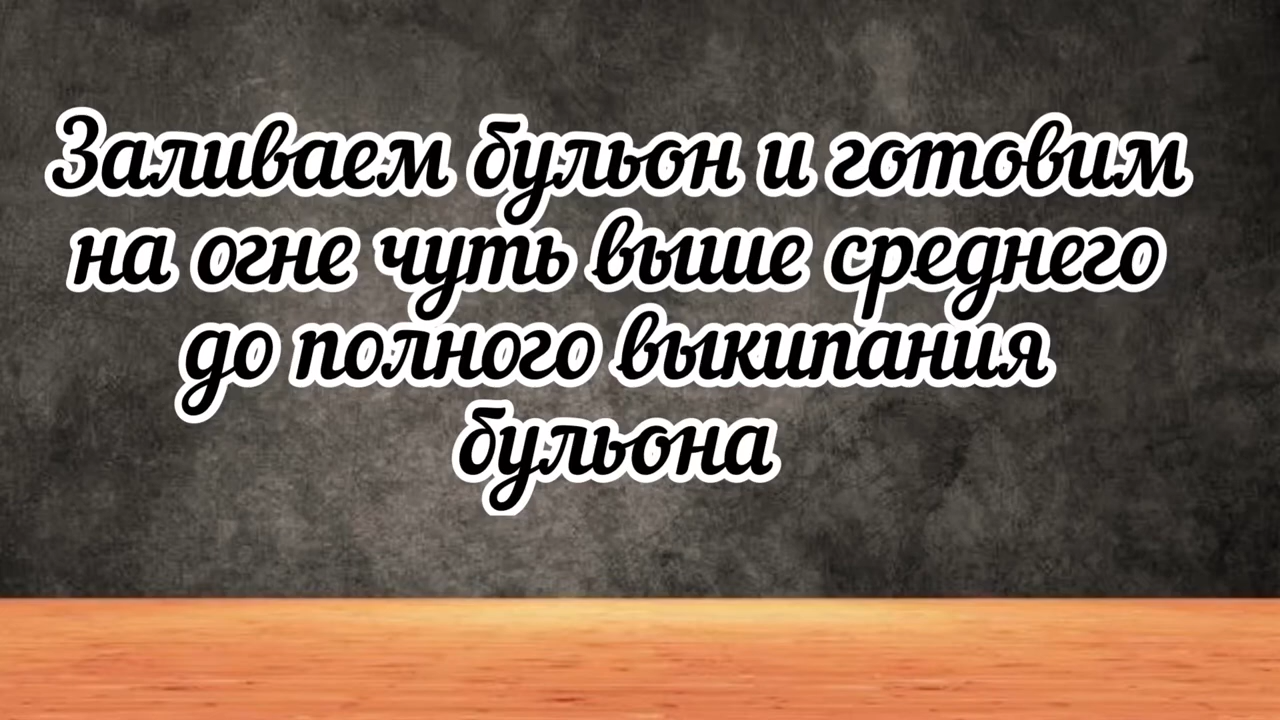 Заливаем бульон и готовим
на огне чуть выше среднего
до полного выкипания
бульона